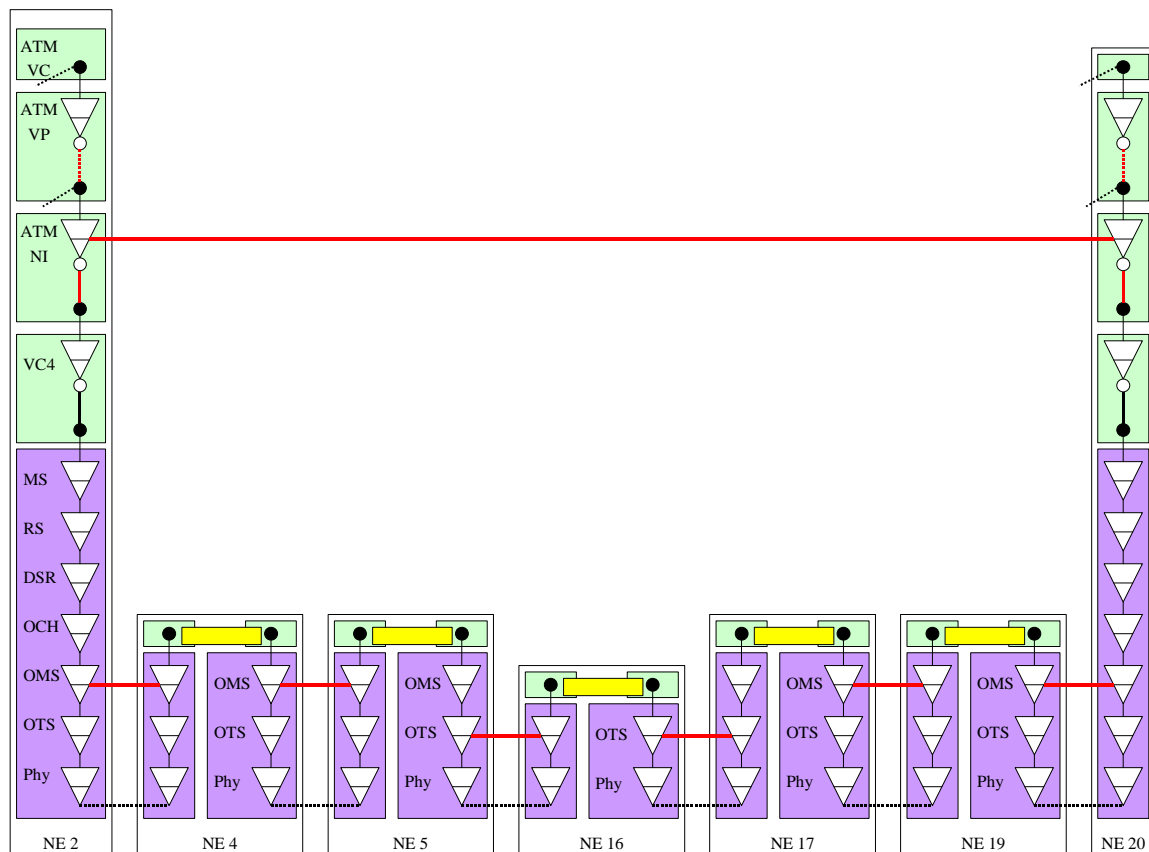 ATM
VC
ATM
VP
ATM
NI
VC4
MS
RS
DSR
OCH
OMS
OMS
OMS
OMS
OMS
OTS
OTS
OTS
OTS
OTS
OTS
Phy
Phy
Phy
Phy
Phy
Phy
NE 2
NE 4
NE 5
NE 16
NE 17
NE 19
NE 20